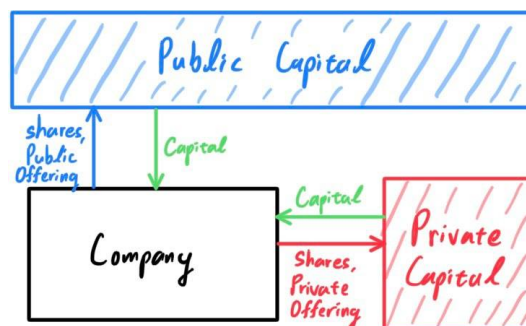 Public Capital
shares,
Public
Offering
Capital
Capital
Company
Shares,
Private
Offering
Private
Capital